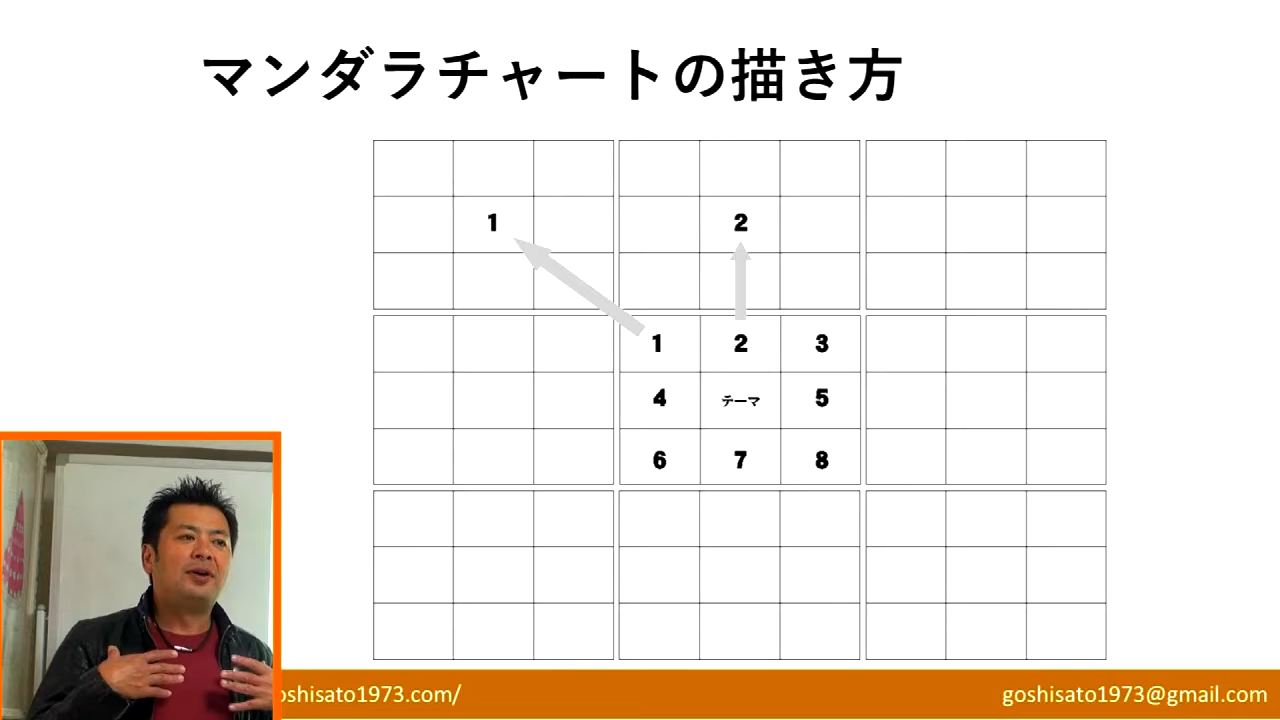 マンダラチャートの描き方
1 2
1 2 3
4 テーマ 5
6 7 8
oshisato1973.com/
goshisato1973@gmail.com